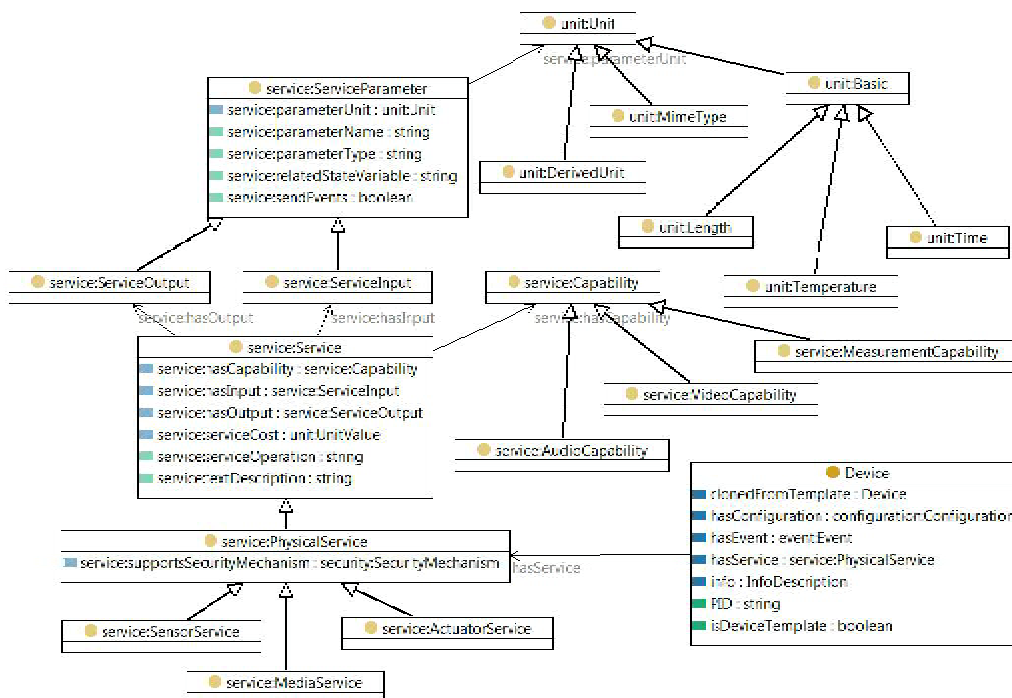 unit:Unit
service:parameterUnit
service:ServiceParameter
service:parameterUnit : unit:Unit
service:parameterName : string
service:parameterType : string
service:relatedStateVariable : string
service:sendEvents : boolean
unit:Basic
unit:MimeType
unit:DerivedUnit
unit:Length
unit:Time
unit:Temperature
service:ServiceOutput
service:ServiceInput
service:Capability
service:hasOutput
service:hasInput
service:hasCapability
service:Service
service:hasCapability : service:Capability
service:hasInput : service:ServiceInput
service:hasOutput : service:ServiceOutput
service:serviceCost : unit:UnitValue
service:serviceOperation : string
service:textDescription : string
service:MeasurementCapability
service:VideoCapability
service:AudioCapability
Device
clonedFromTemplate : Device
hasConfiguration : configuration:Configuration
hasEvent : event:Event
hasService : service:PhysicalService
info : InfoDescription
PID : string
isDeviceTemplate : boolean
service:PhysicalService
service:supportsSecurityMechanism : security:SecurityMechanism
hasService
service:SensorService
service:ActuatorService
service:MediaService